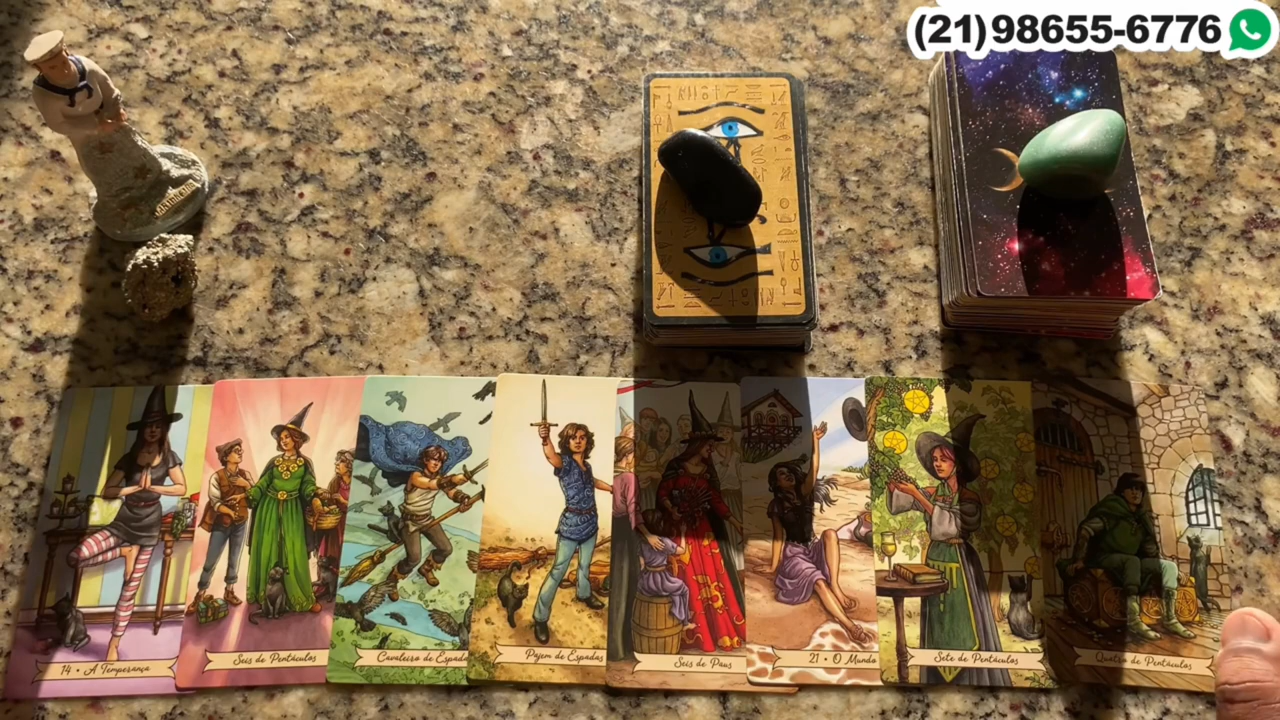 (21)98655-6776
14 • A Temperança
Seis de Pentáculos
Cavaleiro de Espada
Pajem de Espadas
Seis de Paus
21 • O Mundo
Sete de Pentáculos
Quatro de Pentáculos